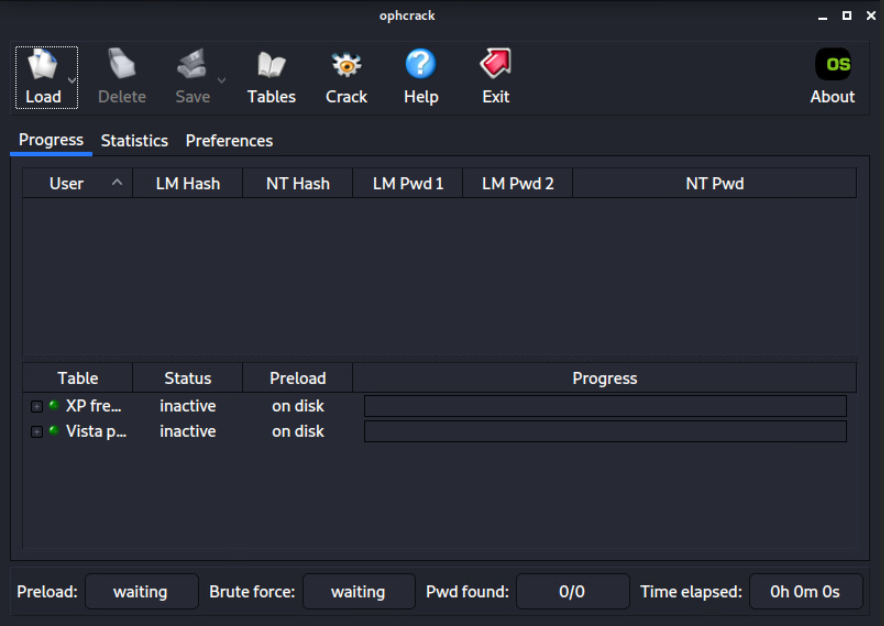 ophcrack
Load Delete Save Tables Crack Help Exit OS About
Progress Statistics Preferences
User LM Hash NT Hash LM Pwd 1 LM Pwd 2 NT Pwd
Table Status Preload Progress
XP fre... inactive on disk
Vista p... inactive on disk
Preload: waiting Brute force: waiting Pwd found: 0/0 Time elapsed: 0h 0m 0s